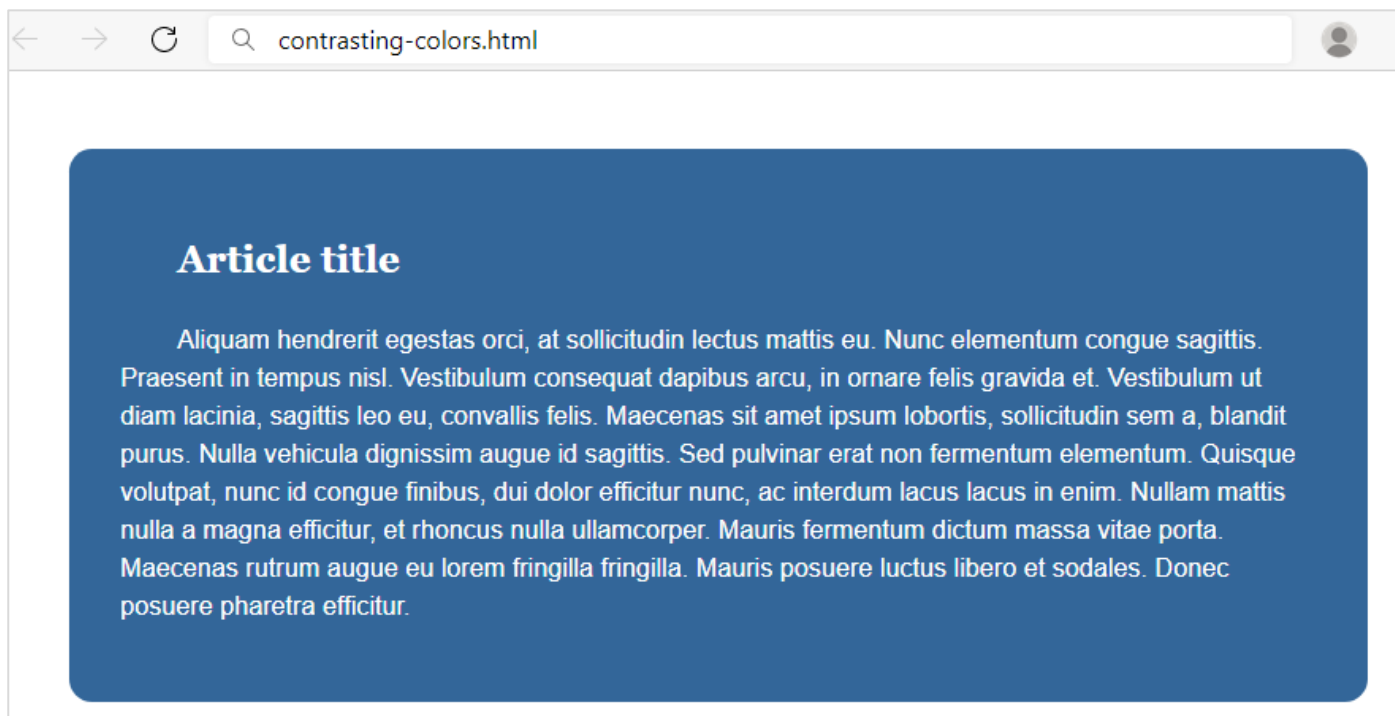 contrasting-colors.html
Article title
Aliquam hendrerit egestas orci, at sollicitudin lectus mattis eu. Nunc elementum congue sagittis.
Praesent in tempus nisl. Vestibulum consequat dapibus arcu, in ornare felis gravida et. Vestibulum ut
diam lacinia, sagittis leo eu, convallis felis. Maecenas sit amet ipsum lobortis, sollicitudin sem a, blandit
purus. Nulla vehicula dignissim augue id sagittis. Sed pulvinar erat non fermentum elementum. Quisque
volutpat, nunc id congue finibus, dui dolor efficitur nunc, ac interdum lacus lacus in enim. Nullam mattis
nulla a magna efficitur, et rhoncus nulla ullamcorper. Mauris fermentum dictum massa vitae porta.
Maecenas rutrum augue eu lorem fringilla fringilla. Mauris posuere luctus libero et sodales. Donec
posuere pharetra efficitur.